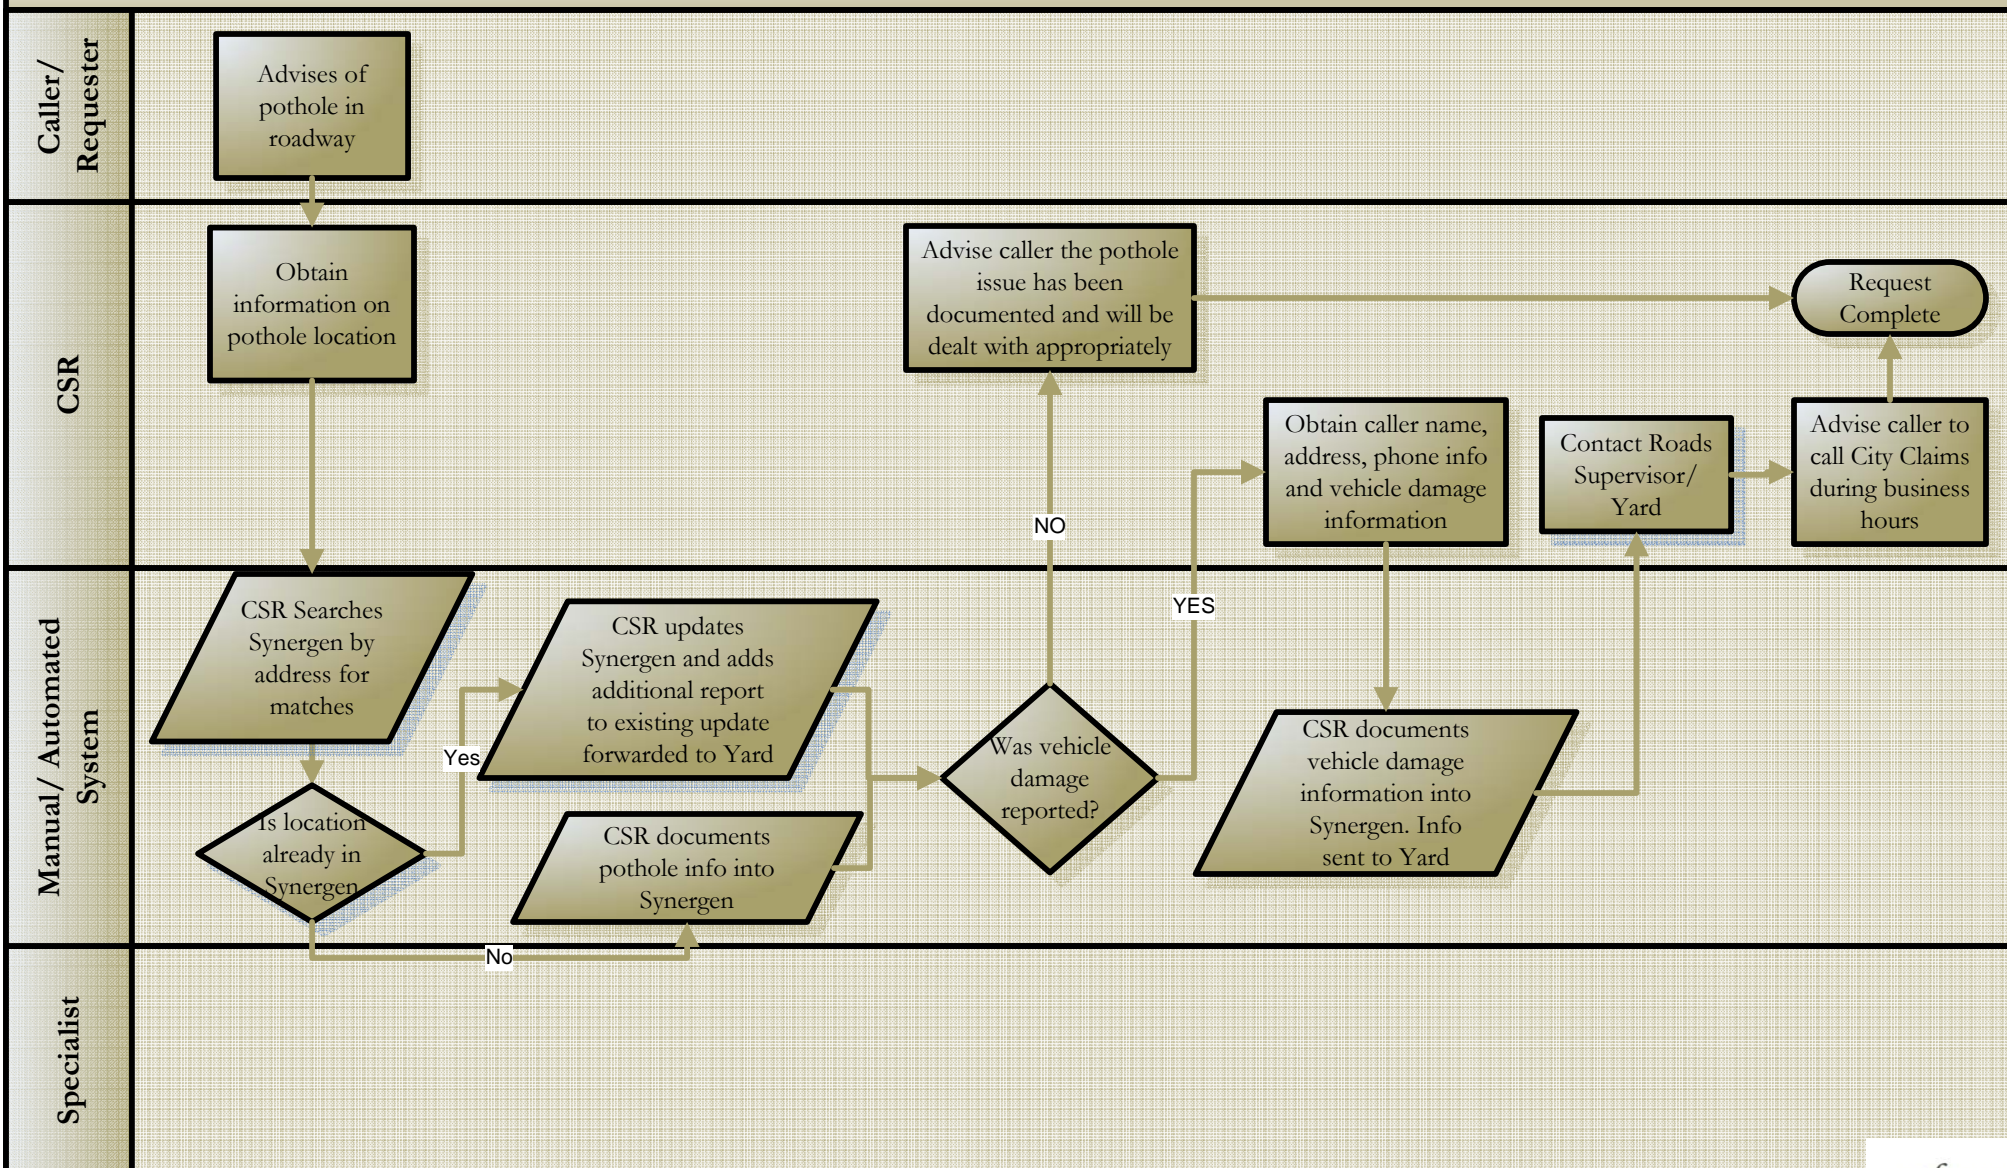 Caller/
Requester
Advises of
pothole in
roadway
CSR
Obtain
information on
pothole location
Advise caller the pothole
issue has been
documented and will be
dealt with appropriately
Request
Complete
Obtain caller name,
address, phone info
and vehicle damage
information
Contact Roads
Supervisor/
Yard
Advise caller to
call City Claims
during business
hours
NO
YES
Manual/ Automated
System
CSR Searches
Synergen by
address for
matches
CSR updates
Synergen and adds
additional report
to existing update
forwarded to Yard
Yes
Is location
already in
Synergen
CSR documents
pothole info into
Synergen
Was vehicle
damage
reported?
CSR documents
vehicle damage
information into
Synergen. Info
sent to Yard
No
Specialist